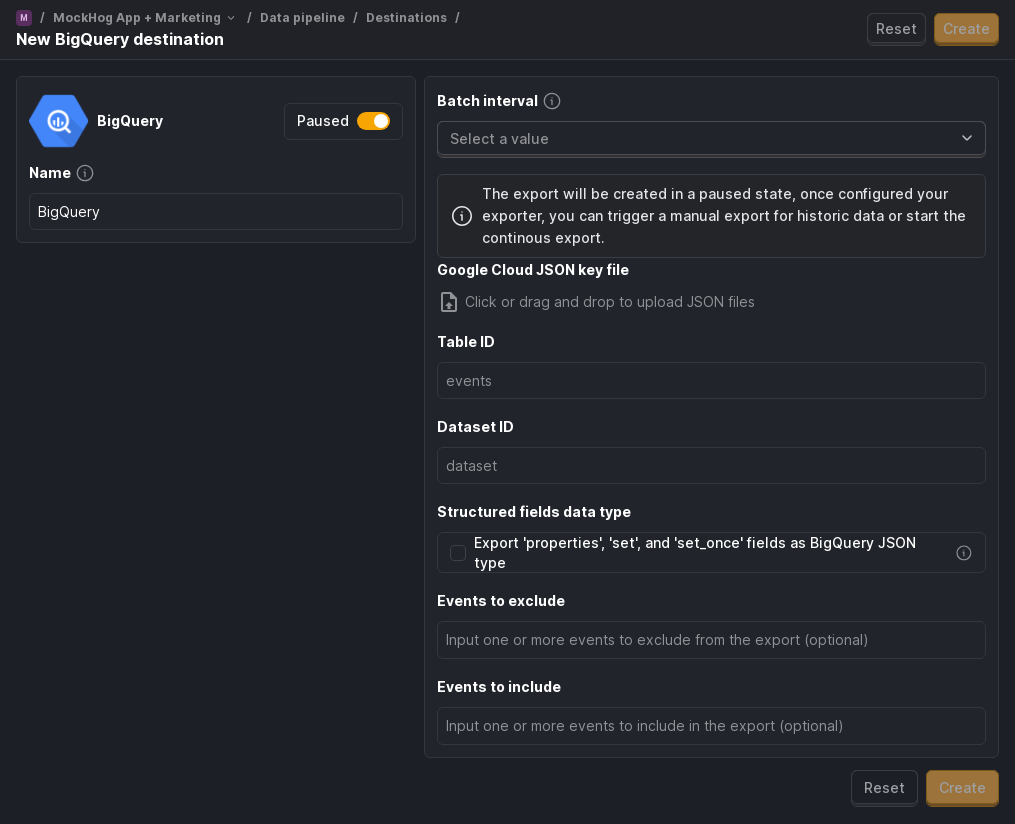 M / MockHog App + Marketing / Data pipeline / Destinations /
New BigQuery destination
Reset Create
BigQuery
Paused
Name
BigQuery
Batch interval
Select a value
The export will be created in a paused state, once configured your
exporter, you can trigger a manual export for historic data or start the
continous export.
Google Cloud JSON key file
Click or drag and drop to upload JSON files
Table ID
events
Dataset ID
dataset
Structured fields data type
Export 'properties', 'set', and 'set_once' fields as BigQuery JSON
type
Events to exclude
Input one or more events to exclude from the export (optional)
Events to include
Input one or more events to include in the export (optional)
Reset Create